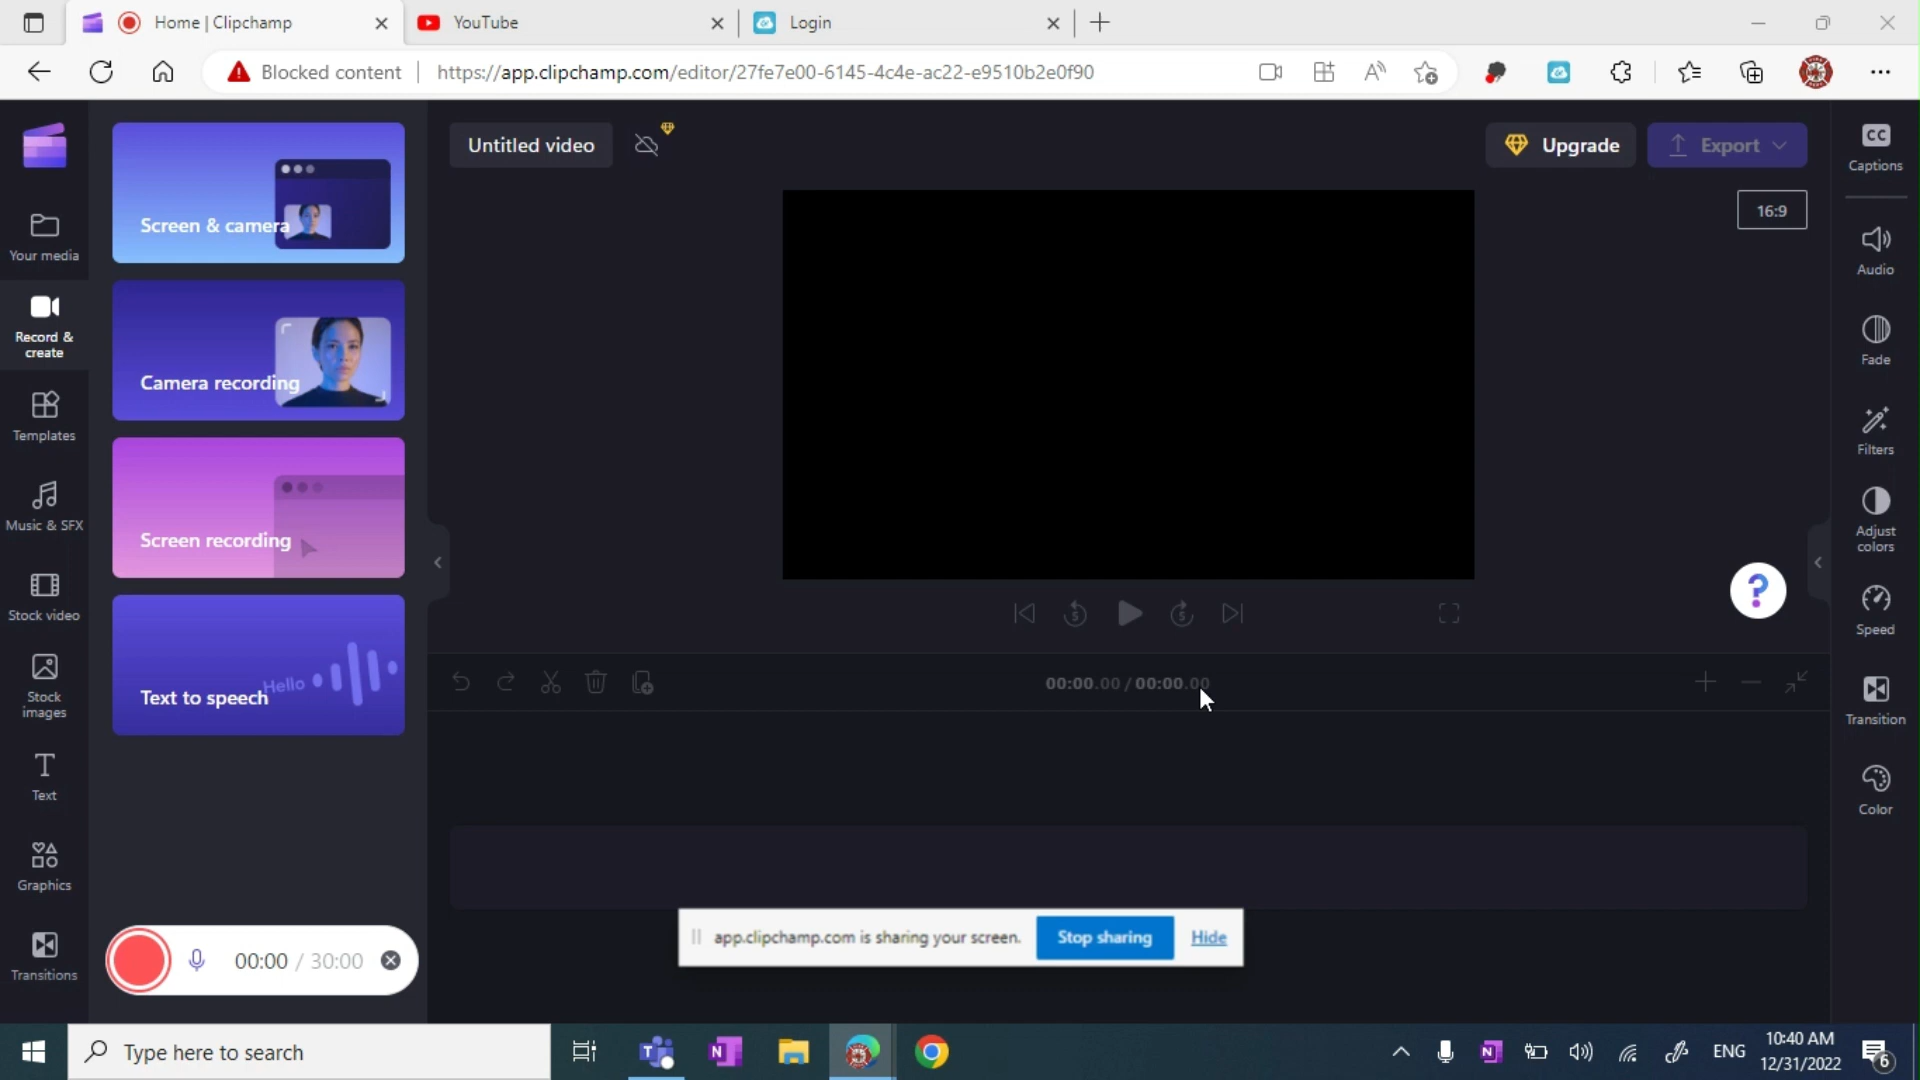 Home | Clipchamp
YouTube
Login
Blocked content
https://app.clipchamp.com/editor/27fe7e00-6145-4c4e-ac22-e9510b2e0f90
Untitled video
Upgrade
Export
16:9
Your media
Record & create
Templates
Music & SFX
Stock video
Stock images
Text
Graphics
Transitions
Screen & camera
Camera recording
Screen recording
Hello
Text to speech
5
5
00:00.00 / 00:00.00
CC
Captions
Audio
Fade
Filters
Adjust colors
Speed
Transition
Color
?
app.clipchamp.com is sharing your screen.
Stop sharing
Hide
00:00 / 30:00
Type here to search
T
N
N
ENG
10:40 AM
12/31/2022
6